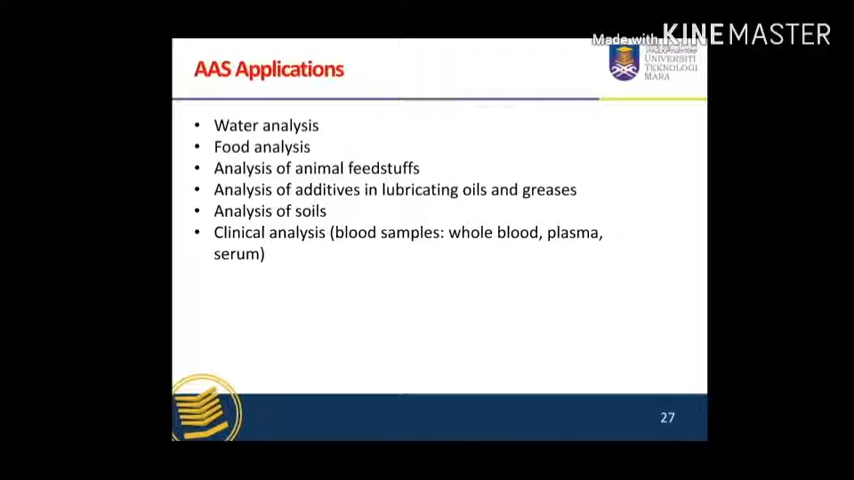 Made with KINEMASTER
AAS Applications
UNIVERSITI
TEKNOLOGI
MARA
• Water analysis
• Food analysis
• Analysis of animal feedstuffs
• Analysis of additives in lubricating oils and greases
• Analysis of soils
• Clinical analysis (blood samples: whole blood, plasma,
serum)
27